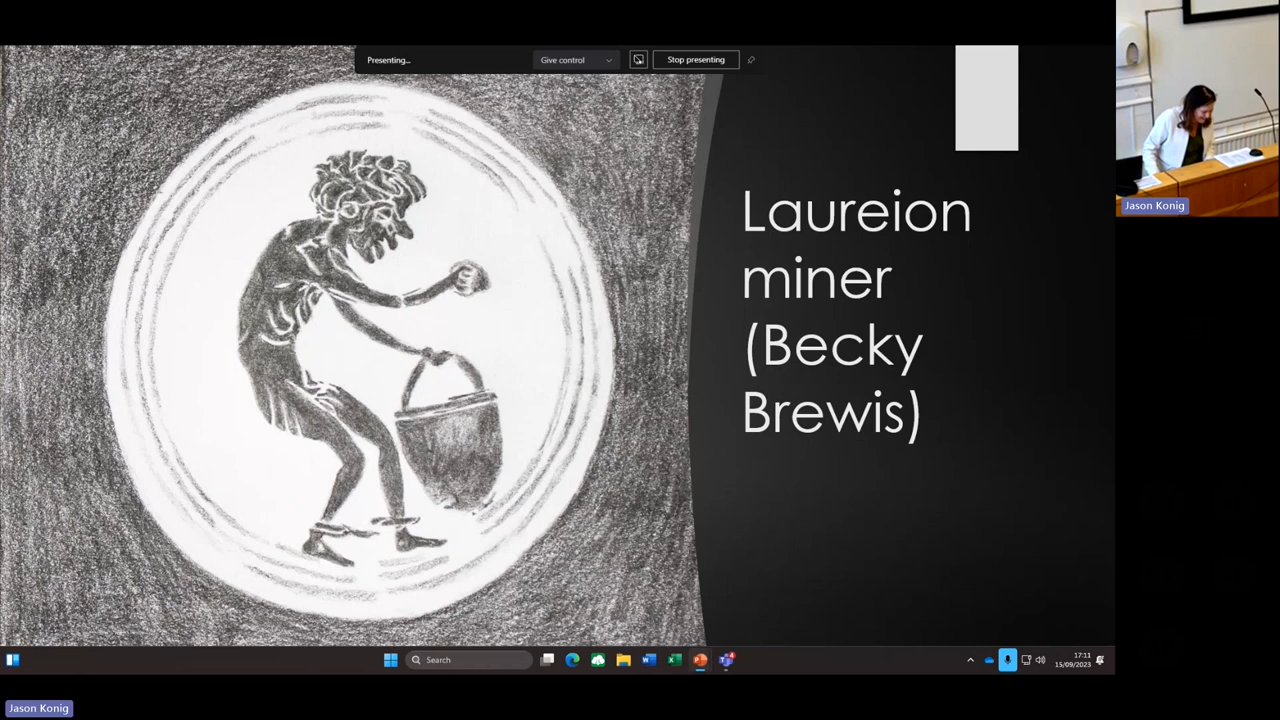 Presenting...
Give control
Stop presenting
Laureion
miner
(Becky
Brewis)
Jason Konig
Search
4
17:11
15/09/2023
Jason Konig